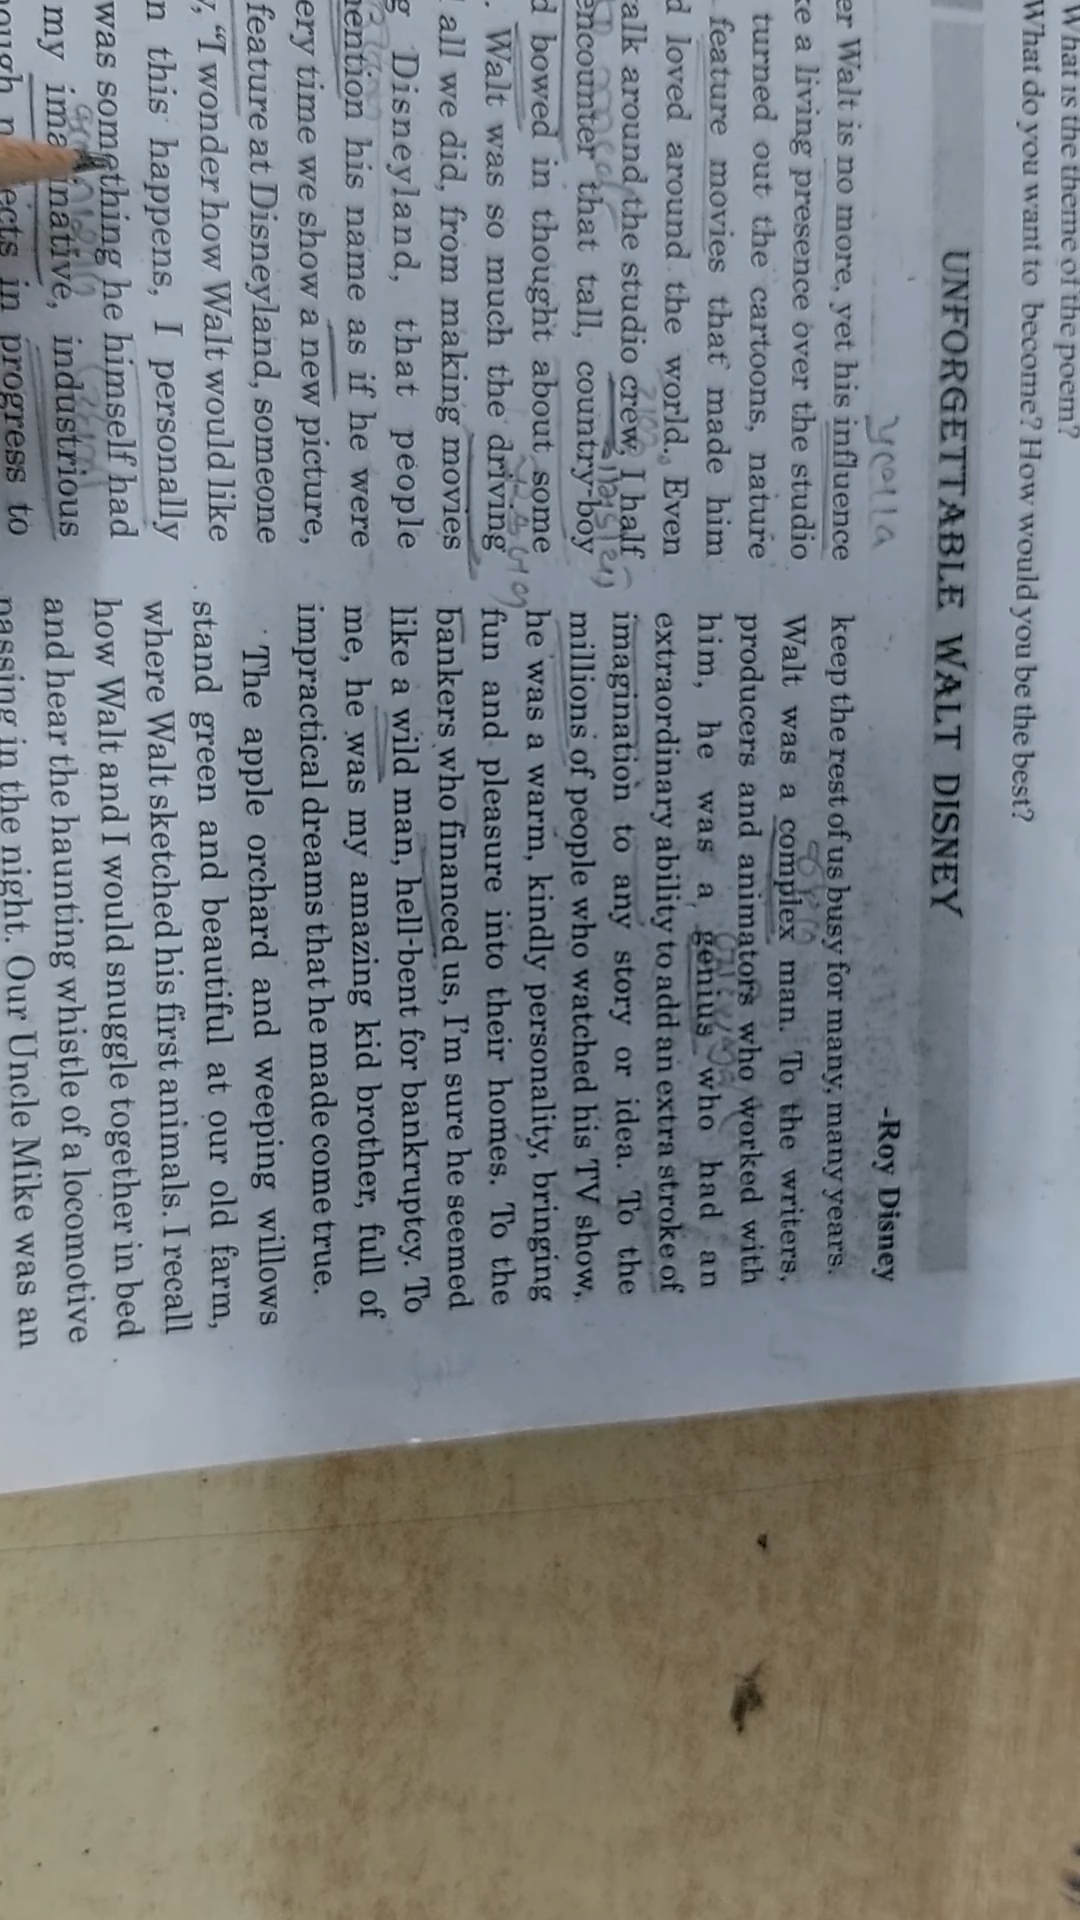 What is the theme of the poem?
What do you want to become? How would you be the best?
UNFORGETTABLE WALT DISNEY
-Roy Disney
er Walt is no more, yet his influence
e a living presence over the studio
turned out the cartoons, nature
feature movies that made him
d loved around the world. Even
alk around the studio crew, I half
encounter that tall, country-boy
d bowed in thought about some
. Walt was so much the driving
all we did, from making movies
g Disneyland, that people
ention his name as if he were
ery time we show a new picture,
feature at Disneyland, someone
y, “I wonder how Walt would like
n this happens, I personally
was something he himself had
my imaginative, industrious
ects in progress to
keep the rest of us busy for many, many years.
Walt was a complex man. To the writers,
producers and animators who worked with
him, he was a genius who had an
extraordinary ability to add an extra stroke of
imagination to any story or idea. To the
millions of people who watched his TV show,
he was a warm, kindly personality, bringing
fun and pleasure into their homes. To the
bankers who financed us, I’m sure he seemed
like a wild man, hell-bent for bankruptcy. To
me, he was my amazing kid brother, full of
impractical dreams that he made come true.
The apple orchard and weeping willows
stand green and beautiful at our old farm,
where Walt sketched his first animals. I recall
how Walt and I would snuggle together in bed
and hear the haunting whistle of a locomotive
passing in the night. Our Uncle Mike was an